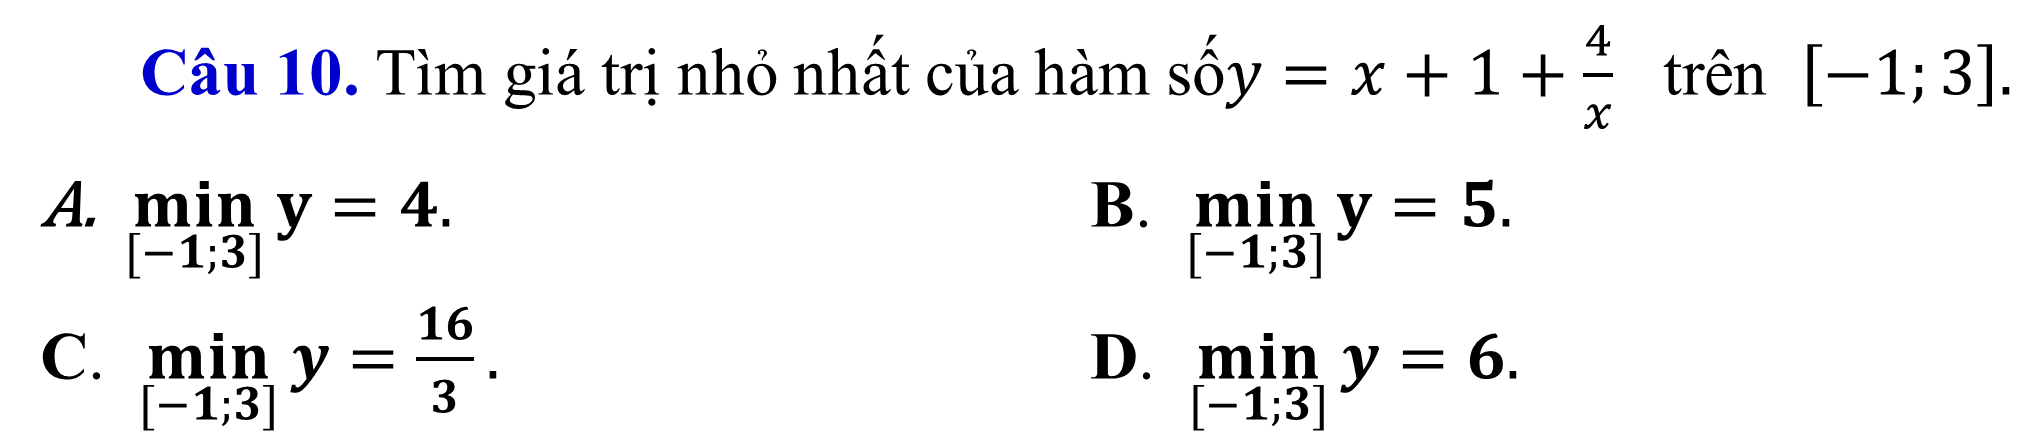 Câu 10. Tìm giá trị nhỏ nhất của hàm số y = x + 1 + 4/x trên [−1; 3].
A. min_{[−1;3]} y = 4. B. min_{[−1;3]} y = 5.
C. min_{[−1;3]} y = 16/3. D. min_{[−1;3]} y = 6.